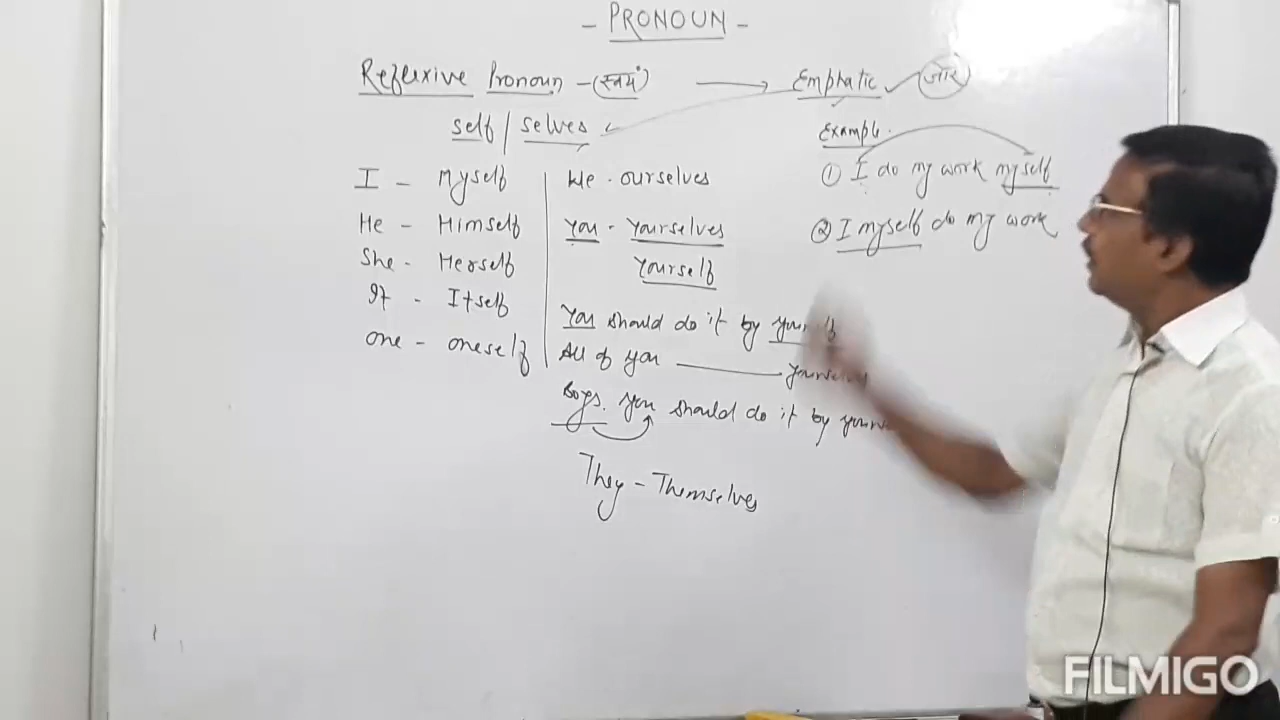 - PRONOUN -
Reflexive Pronoun - (स्वयं) → Emphatic ✓ जोर
self / selves
I - Myself
He - Himself
She - Herself
It - Itself
One - oneself
We - ourselves
you - yourselves
yourself
You should do it by
All of you ______ yourselves
Boys. you should do it by
They - Themselves
Example.
① I do my work myself
② I myself do my work
FILMIGO